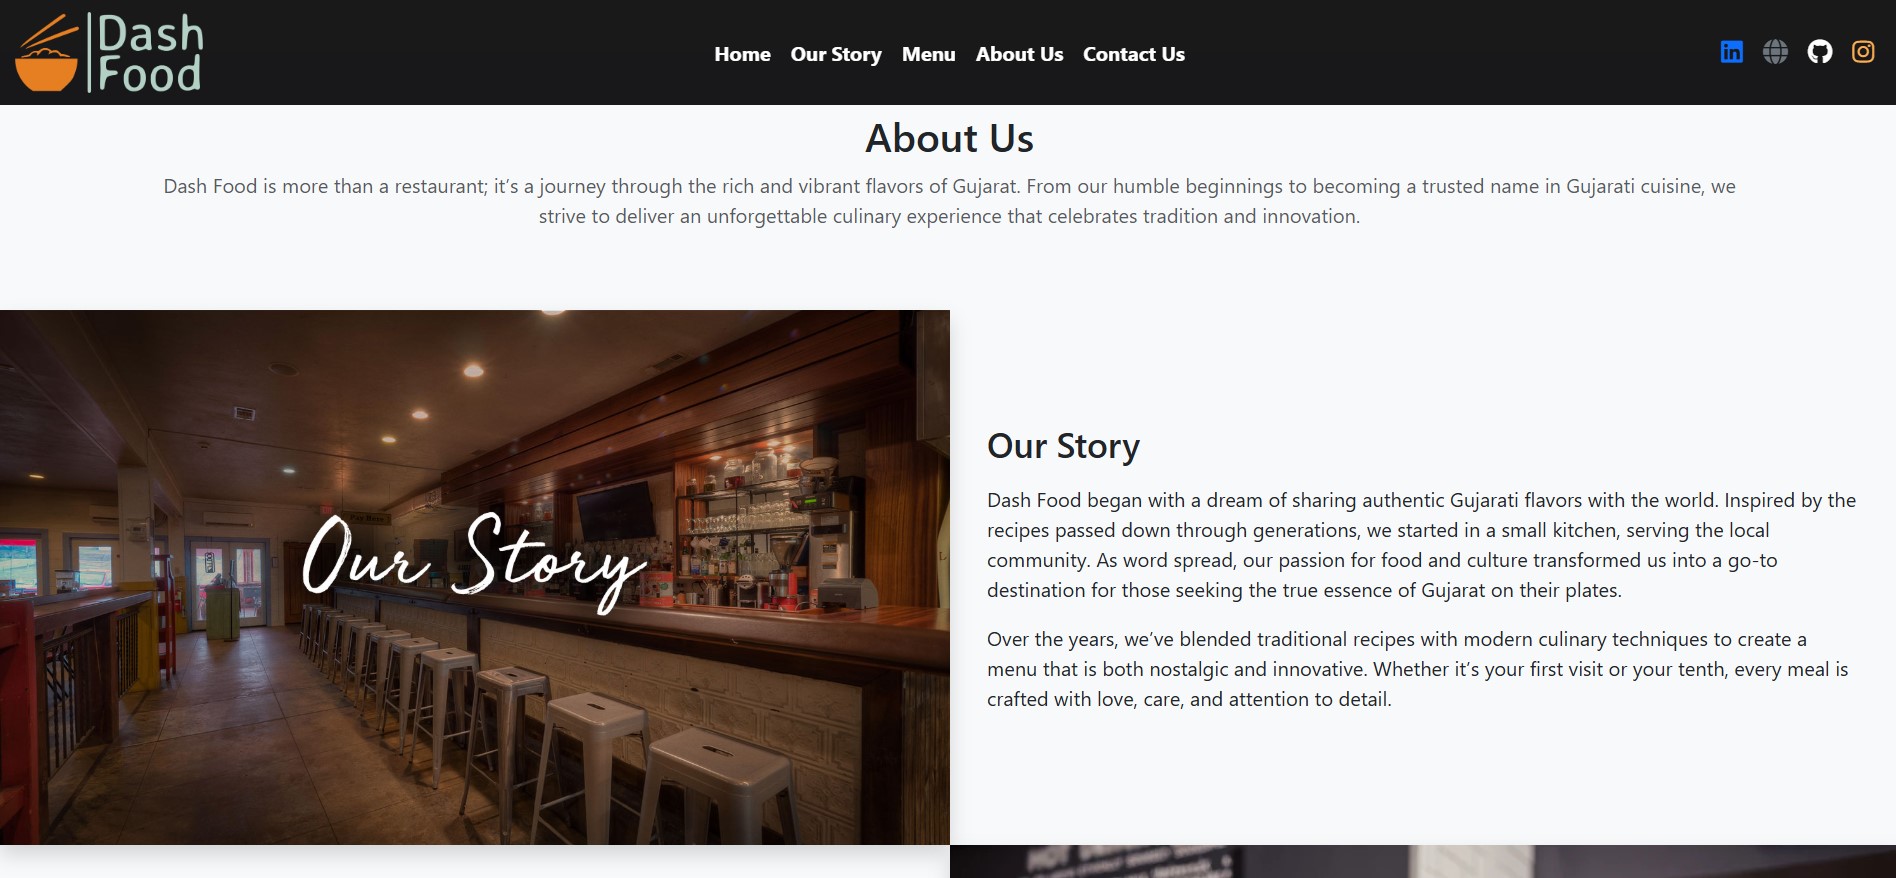 Dash
Food
Home Our Story Menu About Us Contact Us
About Us
Dash Food is more than a restaurant; it’s a journey through the rich and vibrant flavors of Gujarat. From our humble beginnings to becoming a trusted name in Gujarati cuisine, we
strive to deliver an unforgettable culinary experience that celebrates tradition and innovation.
Our Story
Our Story
Dash Food began with a dream of sharing authentic Gujarati flavors with the world. Inspired by the
recipes passed down through generations, we started in a small kitchen, serving the local
community. As word spread, our passion for food and culture transformed us into a go-to
destination for those seeking the true essence of Gujarat on their plates.
Over the years, we’ve blended traditional recipes with modern culinary techniques to create a
menu that is both nostalgic and innovative. Whether it’s your first visit or your tenth, every meal is
crafted with love, care, and attention to detail.